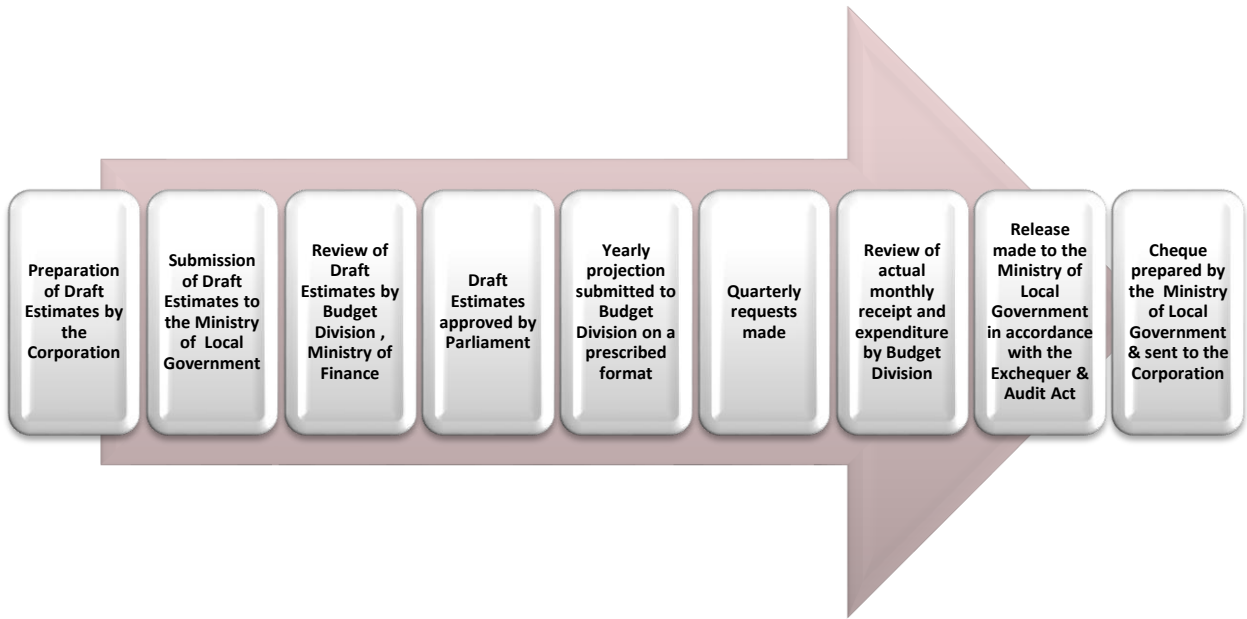 Preparation
of Draft
Estimates by
the
Corporation
Submission
of Draft
Estimates to
the Ministry
of Local
Government
Review of
Draft
Estimates by
Budget
Division ,
Ministry of
Finance
Draft
Estimates
approved by
Parliament
Yearly
projection
submitted to
Budget
Division on a
prescribed
format
Quarterly
requests
made
Review of
actual
monthly
receipt and
expenditure
by Budget
Division
Release
made to the
Ministry of
Local
Government
in accordance
with the
Exchequer &
Audit Act
Cheque
prepared by
the Ministry
of Local
Government
& sent to the
Corporation